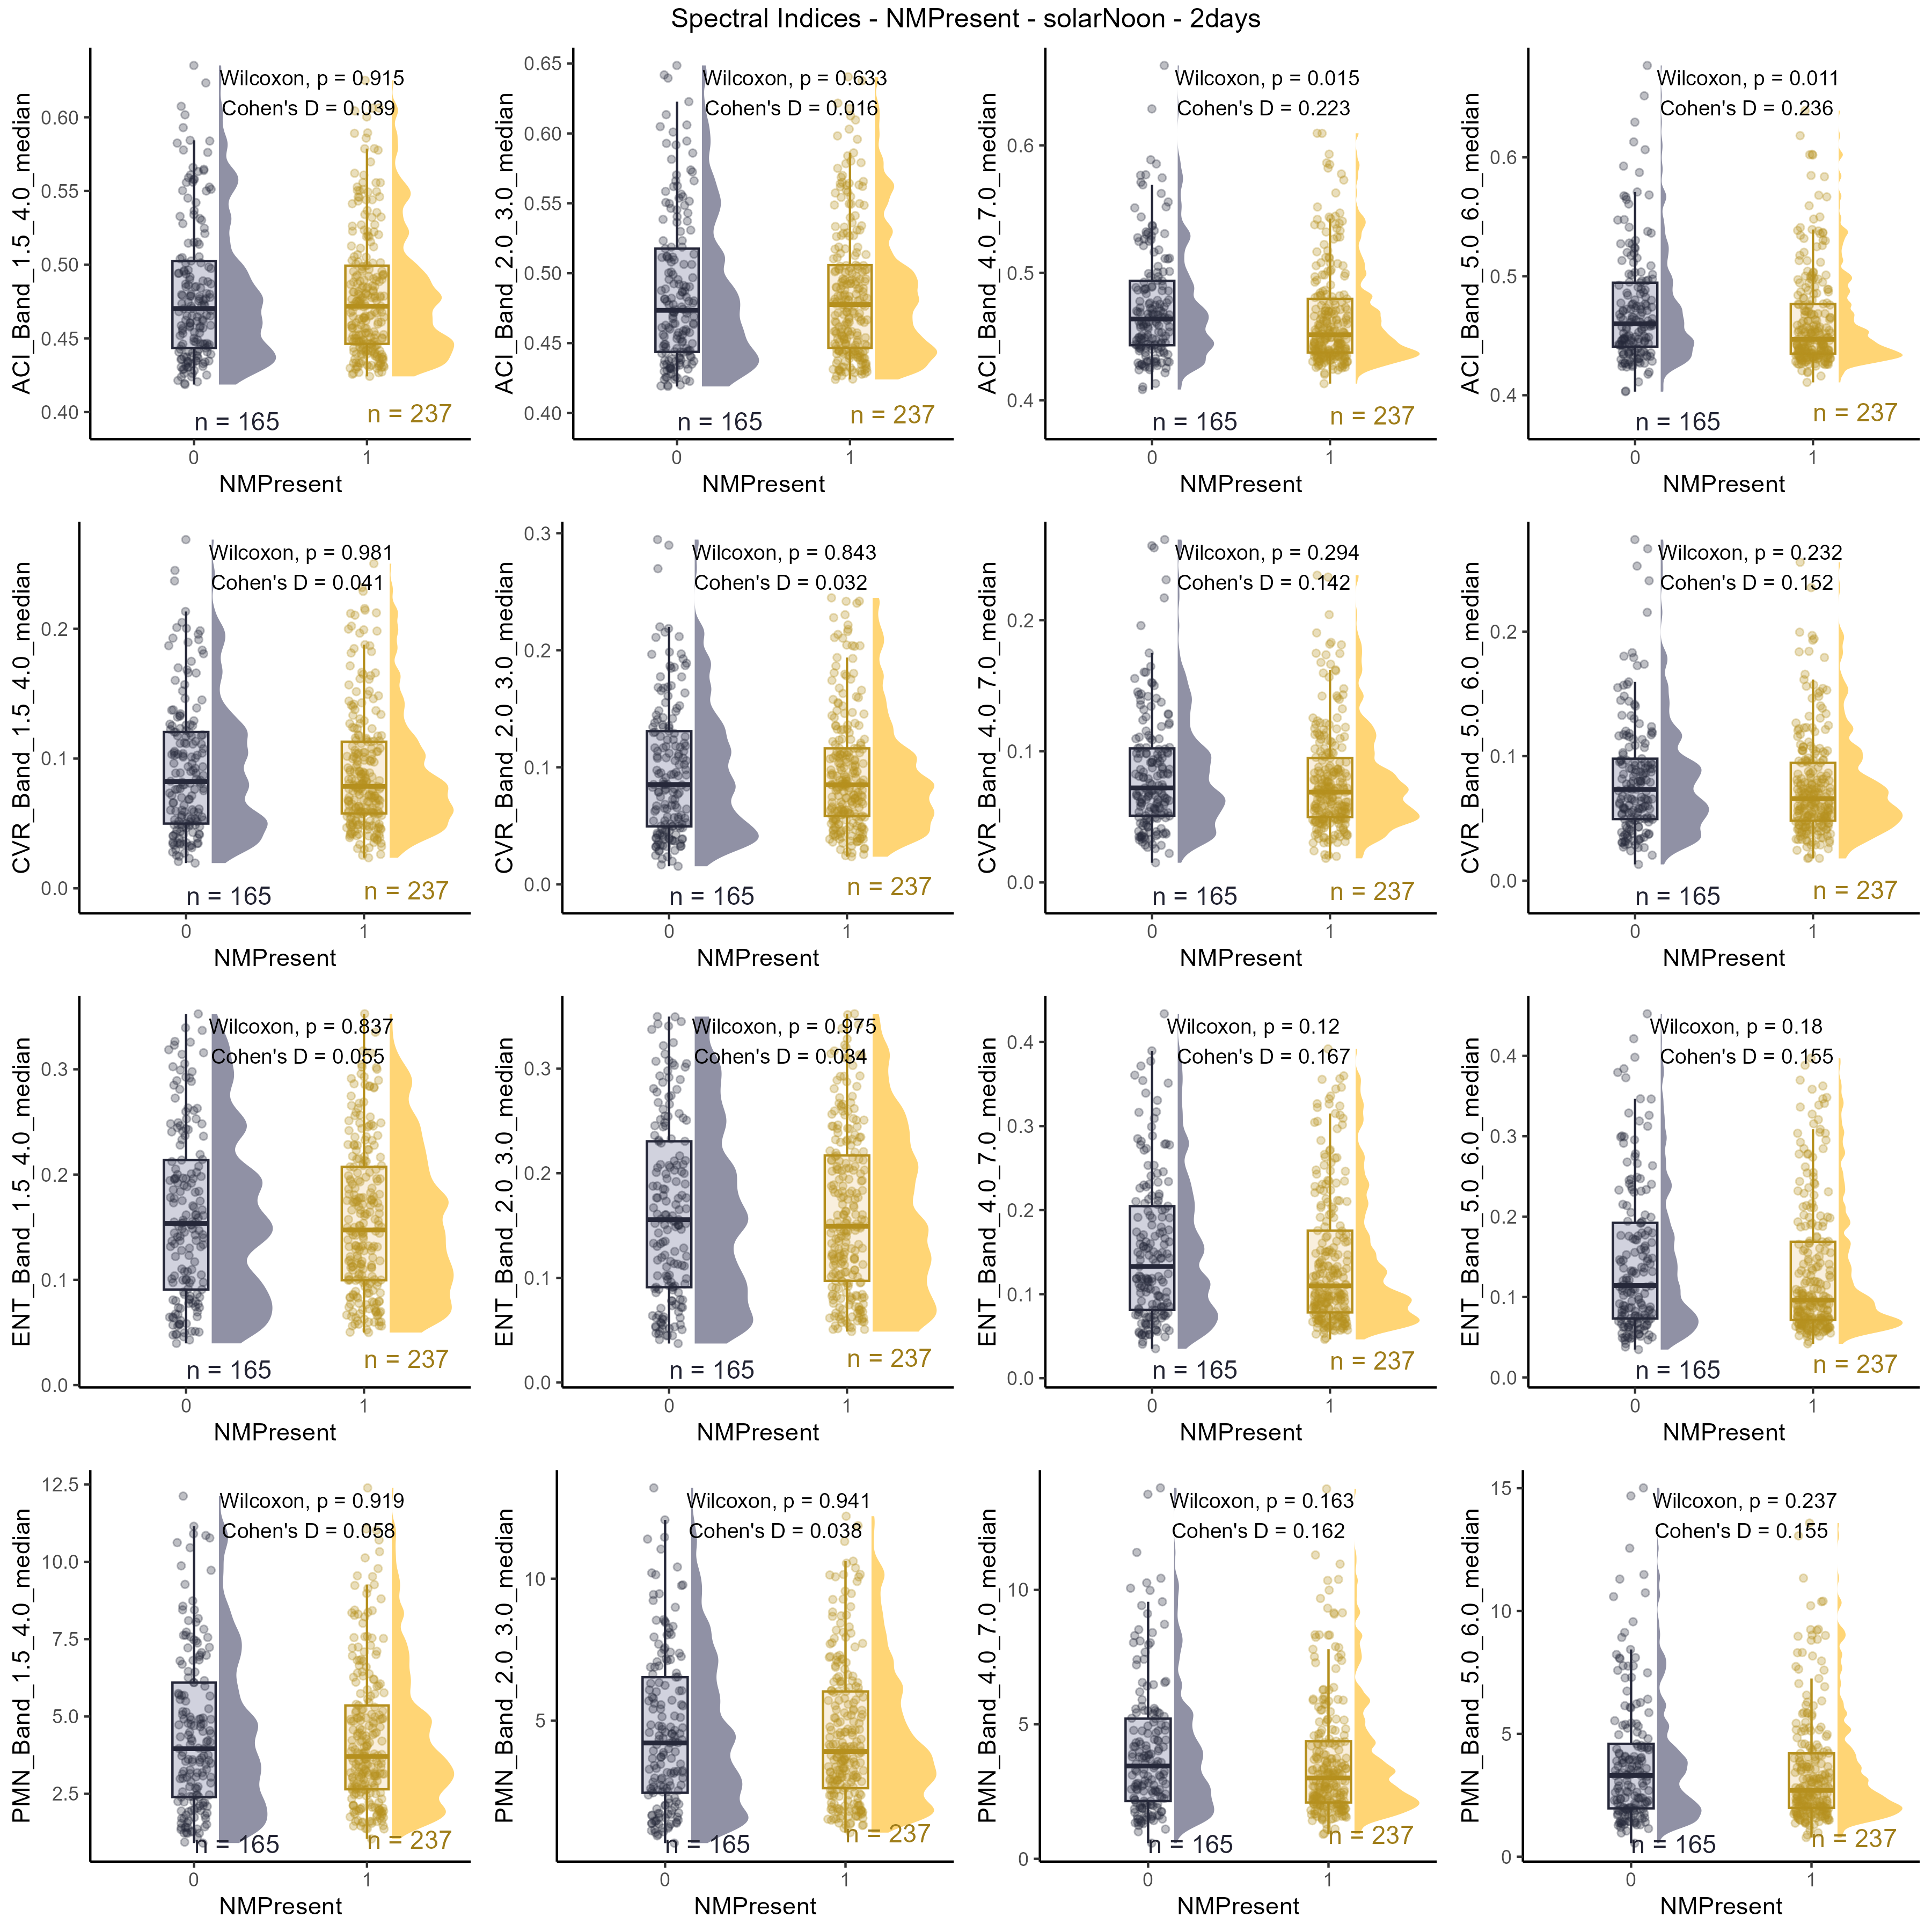 Spectral Indices - NMPresent - solarNoon - 2days
ACI_Band_1.5_4.0_median
0.60
0.55
0.50
0.45
0.40
Wilcoxon, p = 0.915
Cohen's D = 0.039
n = 165
n = 237
0
1
NMPresent
ACI_Band_2.0_3.0_median
0.65
0.60
0.55
0.50
0.45
0.40
Wilcoxon, p = 0.633
Cohen's D = 0.016
n = 165
n = 237
0
1
NMPresent
ACI_Band_4.0_7.0_median
0.6
0.5
0.4
Wilcoxon, p = 0.015
Cohen's D = 0.223
n = 165
n = 237
0
1
NMPresent
ACI_Band_5.0_6.0_median
0.6
0.5
0.4
Wilcoxon, p = 0.011
Cohen's D = 0.236
n = 165
n = 237
0
1
NMPresent
CVR_Band_1.5_4.0_median
0.2
0.1
0.0
Wilcoxon, p = 0.981
Cohen's D = 0.041
n = 165
n = 237
0
1
NMPresent
CVR_Band_2.0_3.0_median
0.3
0.2
0.1
0.0
Wilcoxon, p = 0.843
Cohen's D = 0.032
n = 165
n = 237
0
1
NMPresent
CVR_Band_4.0_7.0_median
0.2
0.1
0.0
Wilcoxon, p = 0.294
Cohen's D = 0.142
n = 165
n = 237
0
1
NMPresent
CVR_Band_5.0_6.0_median
0.2
0.1
0.0
Wilcoxon, p = 0.232
Cohen's D = 0.152
n = 165
n = 237
0
1
NMPresent
ENT_Band_1.5_4.0_median
0.3
0.2
0.1
0.0
Wilcoxon, p = 0.837
Cohen's D = 0.055
n = 165
n = 237
0
1
NMPresent
ENT_Band_2.0_3.0_median
0.3
0.2
0.1
0.0
Wilcoxon, p = 0.975
Cohen's D = 0.034
n = 165
n = 237
0
1
NMPresent
ENT_Band_4.0_7.0_median
0.4
0.3
0.2
0.1
0.0
Wilcoxon, p = 0.12
Cohen's D = 0.167
n = 165
n = 237
0
1
NMPresent
ENT_Band_5.0_6.0_median
0.4
0.3
0.2
0.1
0.0
Wilcoxon, p = 0.18
Cohen's D = 0.155
n = 165
n = 237
0
1
NMPresent
PMN_Band_1.5_4.0_median
12.5
10.0
7.5
5.0
2.5
Wilcoxon, p = 0.919
Cohen's D = 0.058
n = 165
n = 237
0
1
NMPresent
PMN_Band_2.0_3.0_median
10
5
Wilcoxon, p = 0.941
Cohen's D = 0.038
n = 165
n = 237
0
1
NMPresent
PMN_Band_4.0_7.0_median
10
5
0
Wilcoxon, p = 0.163
Cohen's D = 0.162
n = 165
n = 237
0
1
NMPresent
PMN_Band_5.0_6.0_median
15
10
5
0
Wilcoxon, p = 0.237
Cohen's D = 0.155
n = 165
n = 237
0
1
NMPresent